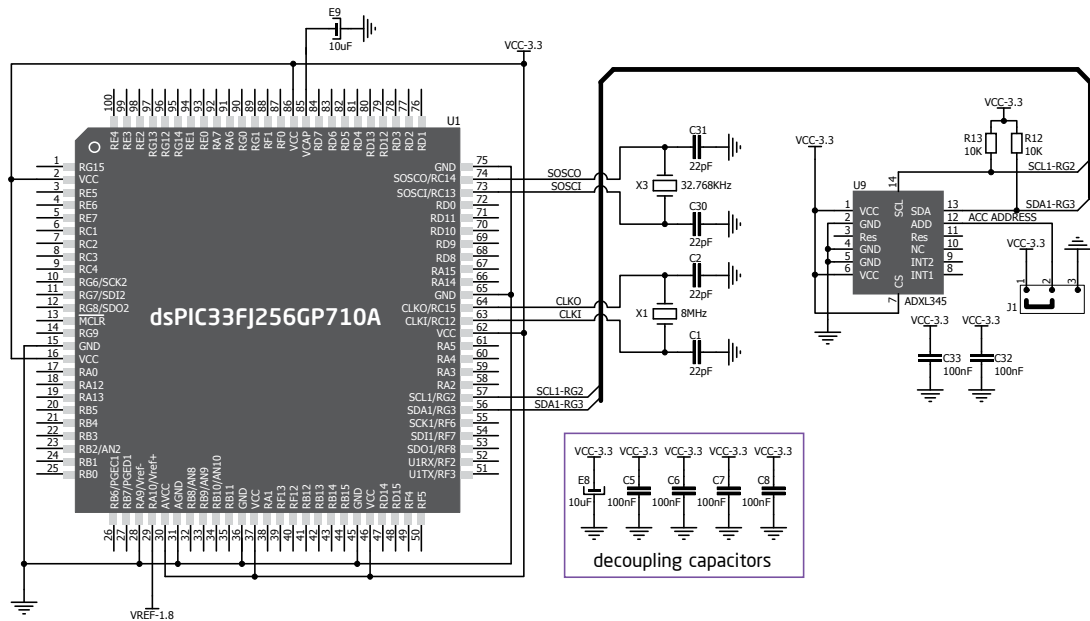 E9
10uF
VCC-3.3
U1
100 99 98 97 96 95 94 93 92 91 90 89 88 87 86 85 84 83 82 81 80 79 78 77 76
RE4 RE3 RE2 RG13 RG12 RG14 RE1 RE0 RA7 RA6 RG0 RG1 RF1 RF0 VCC VCAP RD7 RD6 RD5 RD4 RD13 RD12 RD3 RD2 RD1
1 RG15
2 VCC
3 RE5
4 RE6
5 RE7
6 RC1
7 RC2
8 RC3
9 RC4
10 RG6/SCK2
11 RG7/SDI2
12 RG8/SDO2
13 MCLR
14 RG9
15 GND
16 VCC
17 RA0
18 RA12
19 RA13
20 RB5
21 RB4
22 RB3
23 RB2/AN2
24 RB1
25 RB0
dsPIC33FJ256GP710A
GND 75
SOSCO/RC14 74
SOSCI/RC13 73
RD0 72
RD11 71
RD10 70
RD9 69
RD8 68
RA15 67
RA14 66
GND 65
CLKO/RC15 64
CLKI/RC12 63
VCC 62
RA5 61
RA4 60
RA3 59
RA2 58
SCL1/RG2 57
SDA1/RG3 56
SCK1/RF6 55
SDI1/RF7 54
SDO1/RF8 53
U1RX/RF2 52
U1TX/RF3 51
RB6/PGEC1 RB7/PGED1 RA9/Vref- RA10/Vref+ AVCC AGND RB8/AN8 RB9/AN9 RB10/AN10 RB11 GND VCC RA1 RF13 RF12 RB12 RB13 RB14 RB15 GND VCC RD14 RD15 RF4 RF5
26 27 28 29 30 31 32 33 34 35 36 37 38 39 40 41 42 43 44 45 46 47 48 49 50
VREF-1.8
SOSCO
SOSCI
C31
22pF
X3
32.768KHz
C30
22pF
CLKO
CLKI
C2
22pF
X1
8MHz
C1
22pF
SCL1-RG2
SDA1-RG3
VCC-3.3
VCC-3.3
R13
10K
R12
10K
SCL1-RG2
SDA1-RG3
U9
14
SCL
1 VCC
2 GND
3 Res
4 GND
5 GND
6 VCC
SDA 13
ADD 12
Res 11
NC 10
INT2 9
INT1 8
CS
7
ADXL345
ACC ADDRESS
VCC-3.3
1 2 3
J1
VCC-3.3
C33
100nF
VCC-3.3
C32
100nF
VCC-3.3 VCC-3.3 VCC-3.3 VCC-3.3 VCC-3.3
E8 C5 C6 C7 C8
10uF 100nF 100nF 100nF 100nF
decoupling capacitors